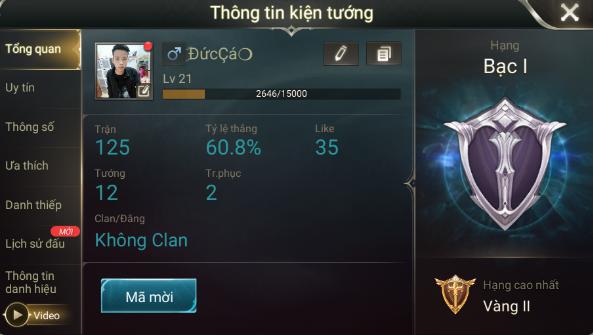 Thông tin kiện tướng
Tổng quan
Uy tín
Thông số
Ưa thích
Danh thiếp
Lịch sử đấu
MỚI
Thông tin
danh hiệu
Video
ĐứcÇá❍
Lv 21
2646/15000
Trận
125
Tỷ lệ thắng
60.8%
Like
35
Tướng
12
Tr.phục
2
Clan/Đảng
Không Clan
Mã mời
Hạng
Bạc I
Hạng cao nhất
Vàng II